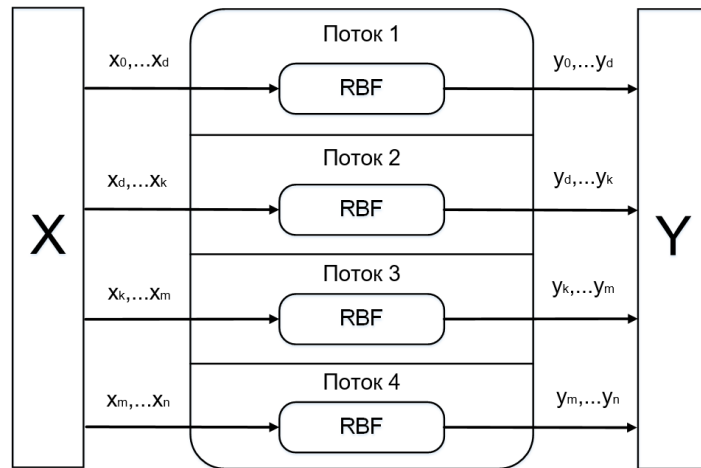 Поток 1
x₀,...x_d
RBF
y₀,...y_d
Поток 2
x_d,...x_k
RBF
y_d,...y_k
X
Y
Поток 3
x_k,...x_m
RBF
y_k,...y_m
Поток 4
x_m,...x_n
RBF
y_m,...y_n